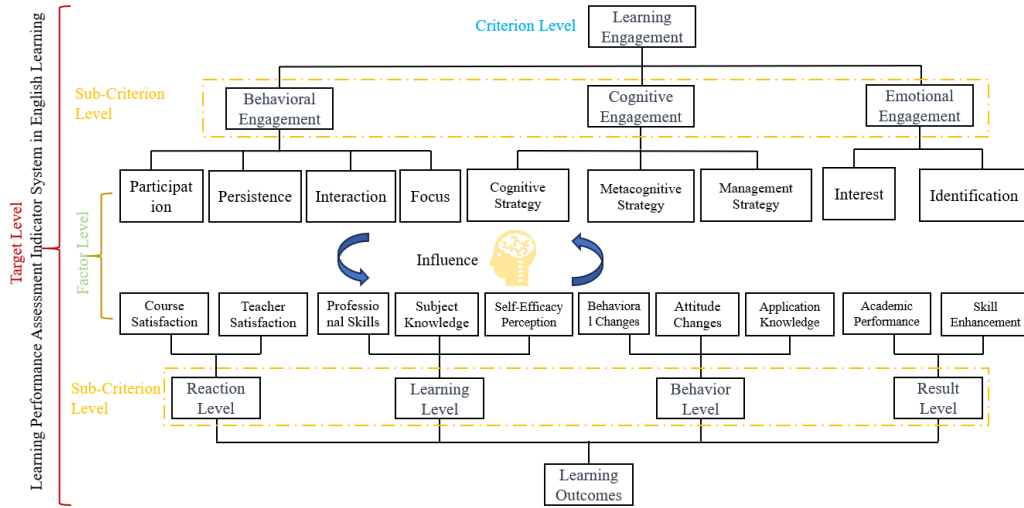 Learning
Engagement
Criterion Level
Sub-Criterion
Level
Behavioral
Engagement
Cognitive
Engagement
Emotional
Engagement
Participat
ion
Persistence
Interaction
Focus
Cognitive
Strategy
Metacognitive
Strategy
Management
Strategy
Interest
Identification
Target Level
Learning Performance Assessment Indicator System in English Learning
Factor Level
Influence
Course
Satisfaction
Teacher
Satisfaction
Professio
nal Skills
Subject
Knowledge
Self-Efficacy
Perception
Behaviora
l Changes
Attitude
Changes
Application
Knowledge
Academic
Performance
Skill
Enhancement
Sub-Criterion
Level
Reaction
Level
Learning
Level
Behavior
Level
Result
Level
Learning
Outcomes